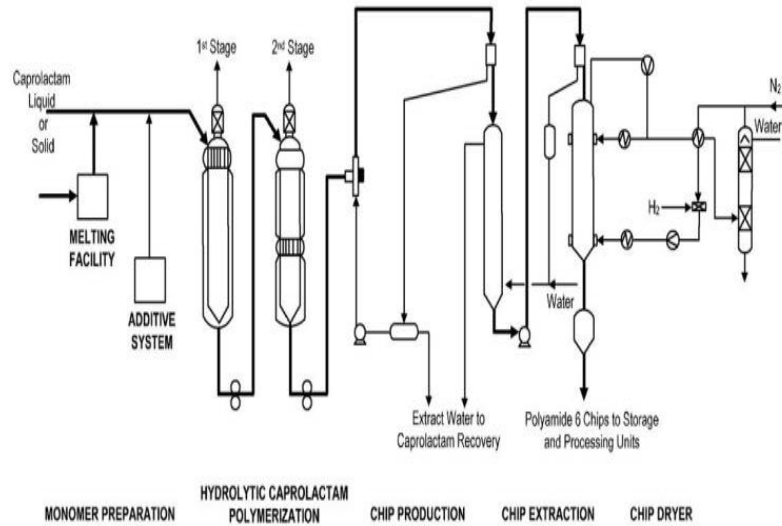 1st Stage
2nd Stage
Caprolactam
Liquid
or
Solid
N2
Water
H2
MELTING
FACILITY
ADDITIVE
SYSTEM
Water
Extract Water to
Caprolactam Recovery
Polyamide 6 Chips to Storage
and Processing Units
MONOMER PREPARATION
HYDROLYTIC CAPROLACTAM
POLYMERIZATION
CHIP PRODUCTION
CHIP EXTRACTION
CHIP DRYER